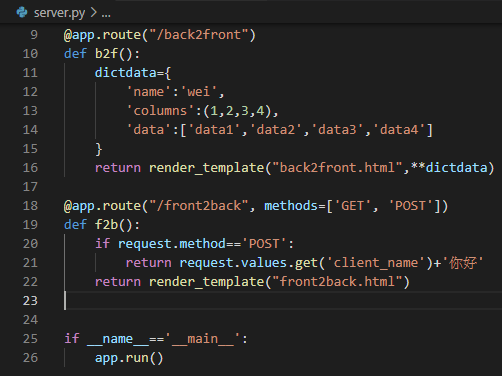 server.py > ...
9 @app.route("/back2front")
10 def b2f():
11     dictdata={
12         'name':'wei',
13         'columns':(1,2,3,4),
14         'data':['data1','data2','data3','data4']
15     }
16     return render_template("back2front.html",**dictdata)
17
18 @app.route("/front2back", methods=['GET', 'POST'])
19 def f2b():
20     if request.method=='POST':
21         return request.values.get('client_name')+'你好'
22     return render_template("front2back.html")
23
24
25 if __name__=='__main__':
26     app.run()